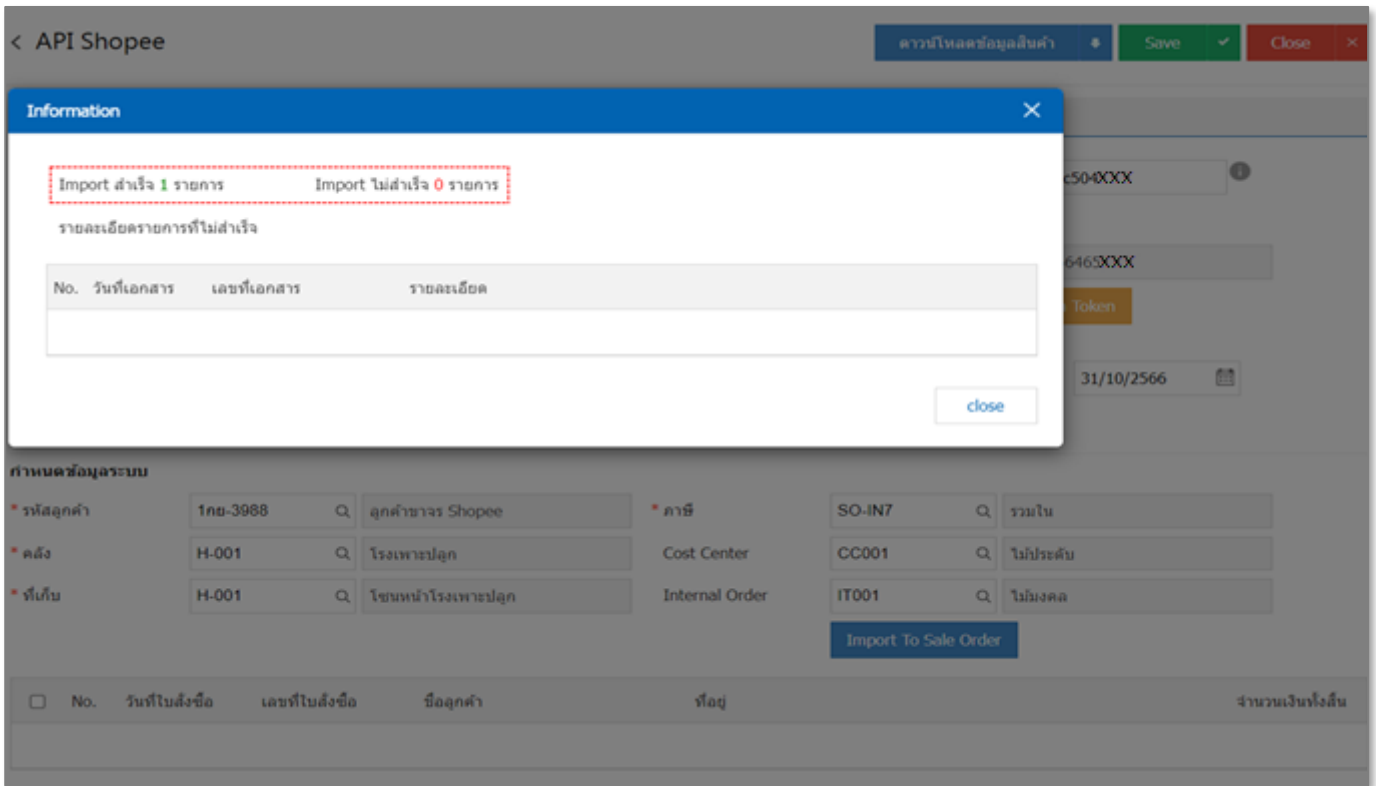 < API Shopee
ดาวน์โหลดข้อมูลสินค้า
Save
Close
Information
Import สำเร็จ 1 รายการ Import ไม่สำเร็จ 0 รายการ
c504XXX
รายละเอียดรายการที่ไม่สำเร็จ
6465XXX
No. วันที่เอกสาร เลขที่เอกสาร รายละเอียด
Token
31/10/2566
close
กำหนดข้อมูลระบบ
* รหัสลูกค้า 1กย-3988 ลูกค้าขาจร Shopee * ภาษี SO-IN7 รวมใน
* คลัง H-001 โรงเพาะปลูก Cost Center CC001 ไม้ประดับ
* ที่เก็บ H-001 โซนหน้าโรงเพาะปลูก Internal Order IT001 ไม้มงคล
Import To Sale Order
No. วันที่ใบสั่งซื้อ เลขที่ใบสั่งซื้อ ชื่อลูกค้า ที่อยู่ จำนวนเงินทั้งสิ้น